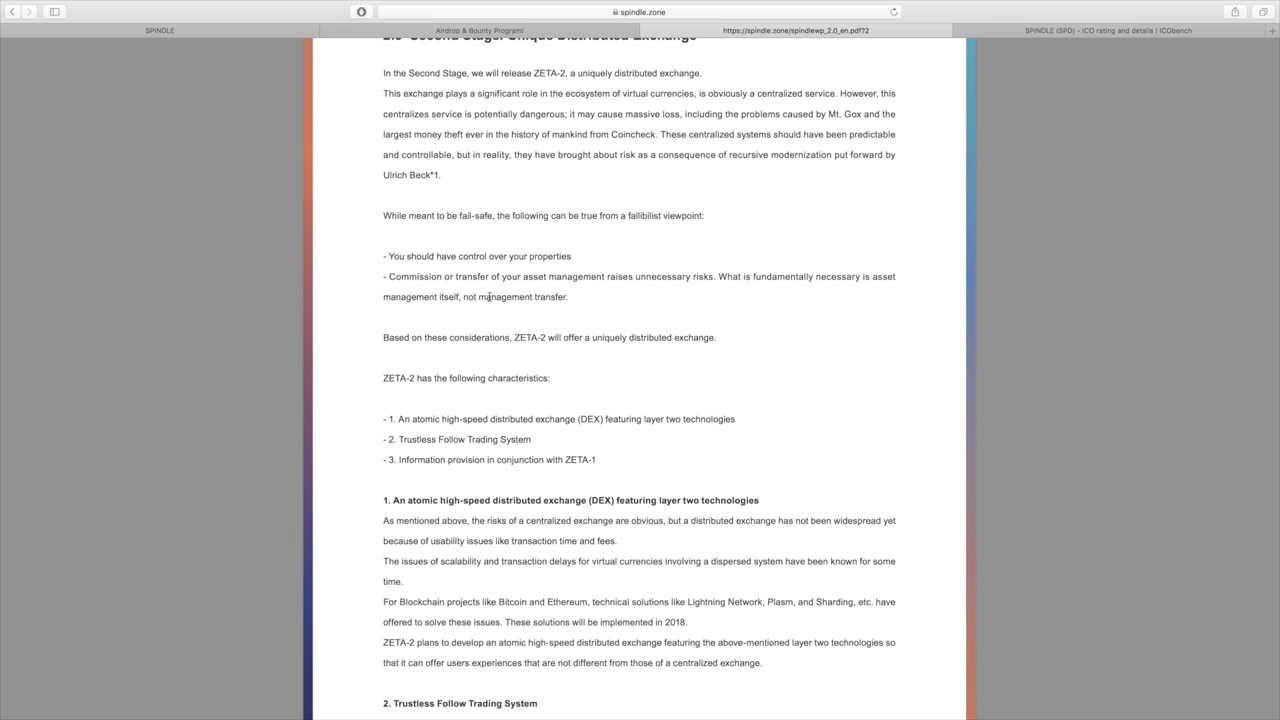 spindle.zone
SPINDLE
Airdrop & Bounty Program!
https://spindle.zone/spindlewp_2.0_en.pdf?2
SPINDLE (SPD) - ICO rating and details | ICObench
Second Stage: Unique Distributed Exchange
In the Second Stage, we will release ZETA-2, a uniquely distributed exchange.
This exchange plays a significant role in the ecosystem of virtual currencies, is obviously a centralized service. However, this
centralizes service is potentially dangerous; it may cause massive loss, including the problems caused by Mt. Gox and the
largest money theft ever in the history of mankind from Coincheck. These centralized systems should have been predictable
and controllable, but in reality, they have brought about risk as a consequence of recursive modernization put forward by
Ulrich Beck*1.
While meant to be fail-safe, the following can be true from a fallibilist viewpoint:
- You should have control over your properties
- Commission or transfer of your asset management raises unnecessary risks. What is fundamentally necessary is asset
management itself, not management transfer.
Based on these considerations, ZETA-2 will offer a uniquely distributed exchange.
ZETA-2 has the following characteristics:
- 1. An atomic high-speed distributed exchange (DEX) featuring layer two technologies
- 2. Trustless Follow Trading System
- 3. Information provision in conjunction with ZETA-1
1. An atomic high-speed distributed exchange (DEX) featuring layer two technologies
As mentioned above, the risks of a centralized exchange are obvious, but a distributed exchange has not been widespread yet
because of usability issues like transaction time and fees.
The issues of scalability and transaction delays for virtual currencies involving a dispersed system have been known for some
time.
For Blockchain projects like Bitcoin and Ethereum, technical solutions like Lightning Network, Plasm, and Sharding, etc. have
offered to solve these issues. These solutions will be implemented in 2018.
ZETA-2 plans to develop an atomic high-speed distributed exchange featuring the above-mentioned layer two technologies so
that it can offer users experiences that are not different from those of a centralized exchange.
2. Trustless Follow Trading System